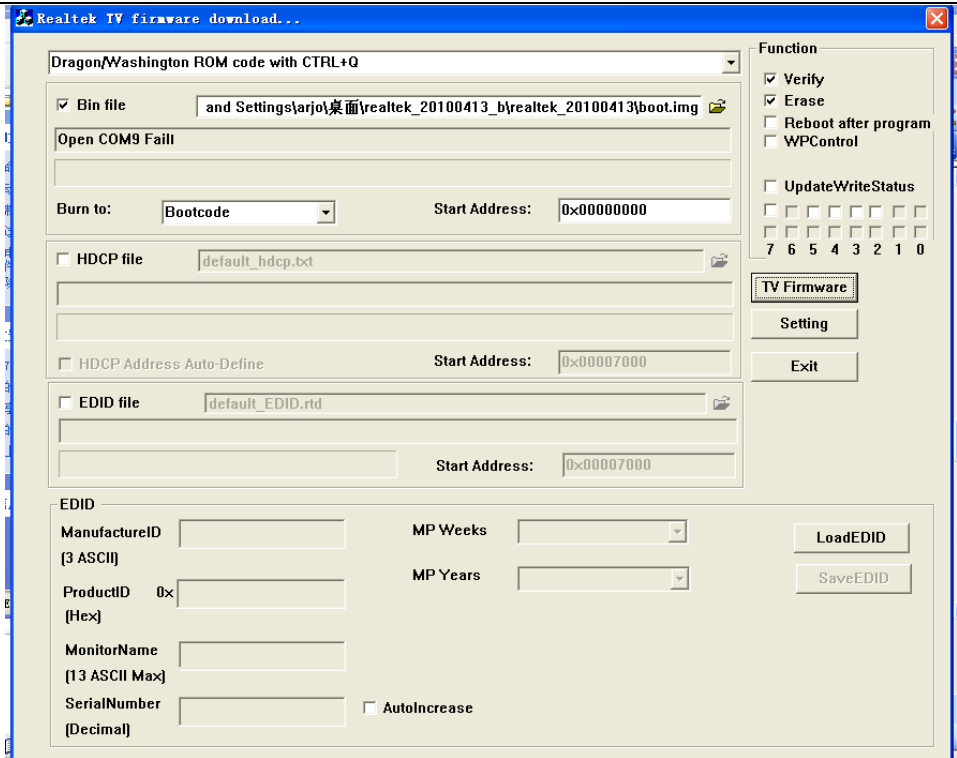 Realtek TV firmware download...
Dragon/Washington ROM code with CTRL+Q
Bin file and Settings\arjo\桌面\realtek_20100413_b\realtek_20100413\boot.img
Open COM9 Faill
Burn to: Bootcode Start Address: 0x00000000
HDCP file default_hdcp.txt
HDCP Address Auto-Define Start Address: 0x00007000
EDID file default_EDID.rtd
Start Address: 0x00007000
Function
Verify
Erase
Reboot after program
WPControl
UpdateWriteStatus
7 6 5 4 3 2 1 0
TV Firmware
Setting
Exit
EDID
ManufactureID
(3 ASCII)
ProductID 0x
(Hex)
MonitorName
(13 ASCII Max)
SerialNumber
(Decimal)
AutoIncrease
MP Weeks
MP Years
LoadEDID
SaveEDID